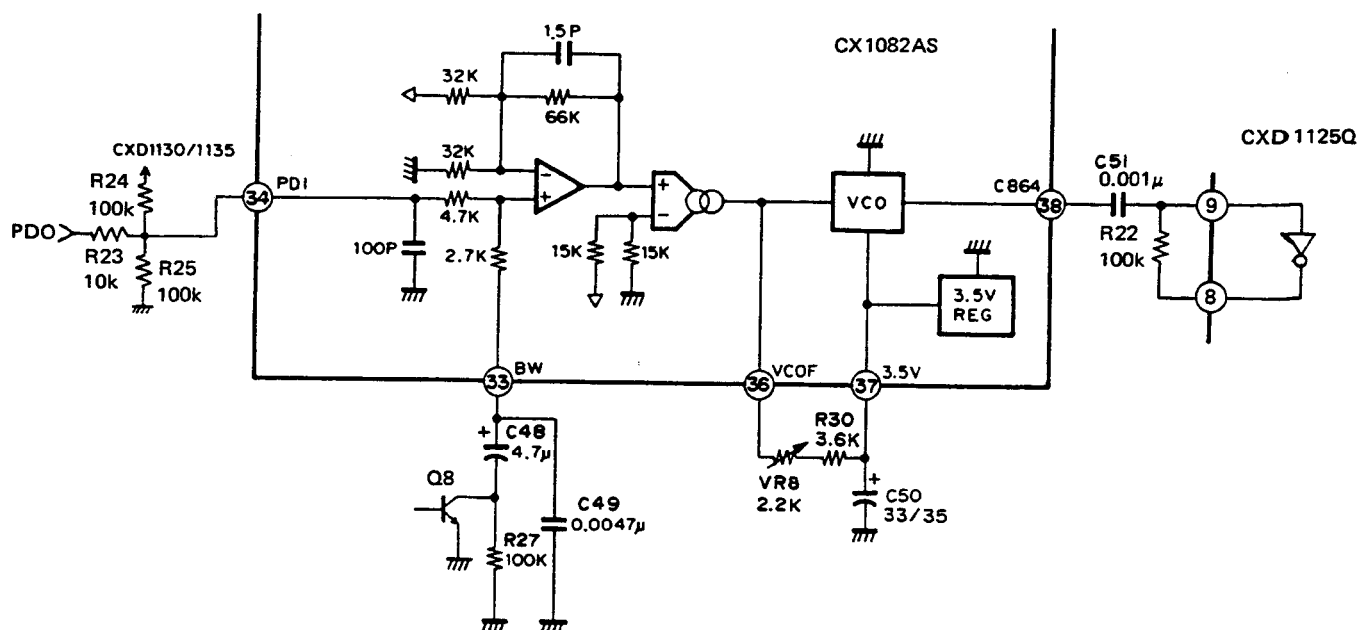 1.5P
CX1082AS
32K
66K
CXD1130/1135
32K
CXD 1125Q
R24
100k
34
PDI
4.7K
VCO
C864
38
C51
0.001μ
9
PDO
R23
10k
R25
100k
100P
2.7K
15K
15K
R22
100k
3.5V
REG
8
33
BW
36
VCOF
37
3.5V
+
C48
4.7μ
R30
3.6K
Q8
C49
0.0047μ
VR8
2.2K
+
C50
33/35
R27
100K